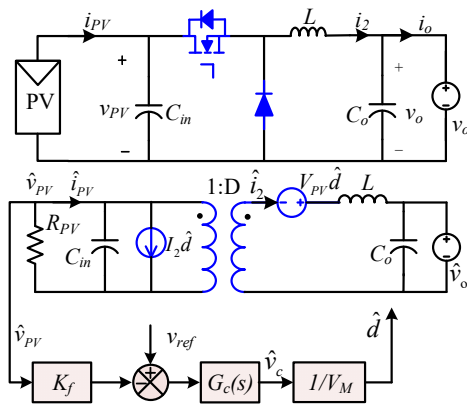 i_PV L i_2 i_o
+ +
PV v_PV C_in C_o v_o v_o
− −
v̂_PV î_PV 1:D î_2 V_PV d̂ L
R_PV C_in I_2 d̂ − + C_o v̂_o
v̂_PV v_ref v̂_c d̂
K_f G_c(s) 1/V_M